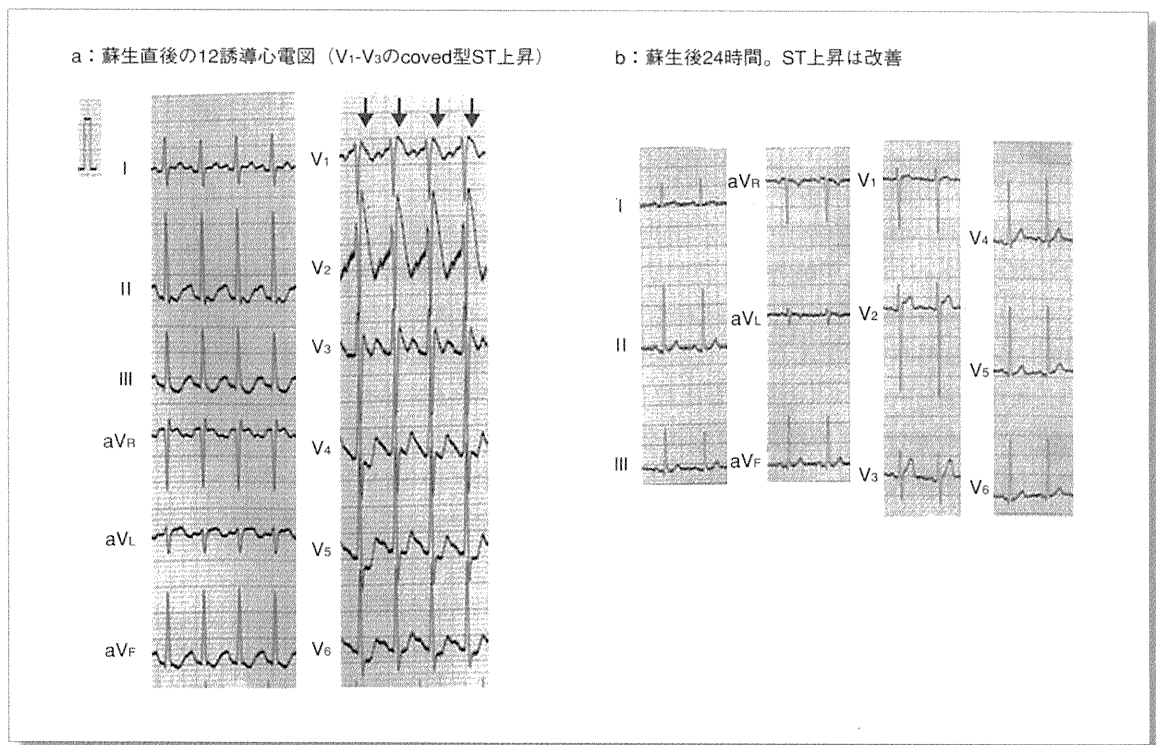 a：蘇生直後の12誘導心電図（V1-V3のcoved型ST上昇）
I
II
III
aVR
aVL
aVF
V1
V2
V3
V4
V5
V6
b：蘇生後24時間。ST上昇は改善
I
II
III
aVR
aVL
aVF
V1
V2
V3
V4
V5
V6